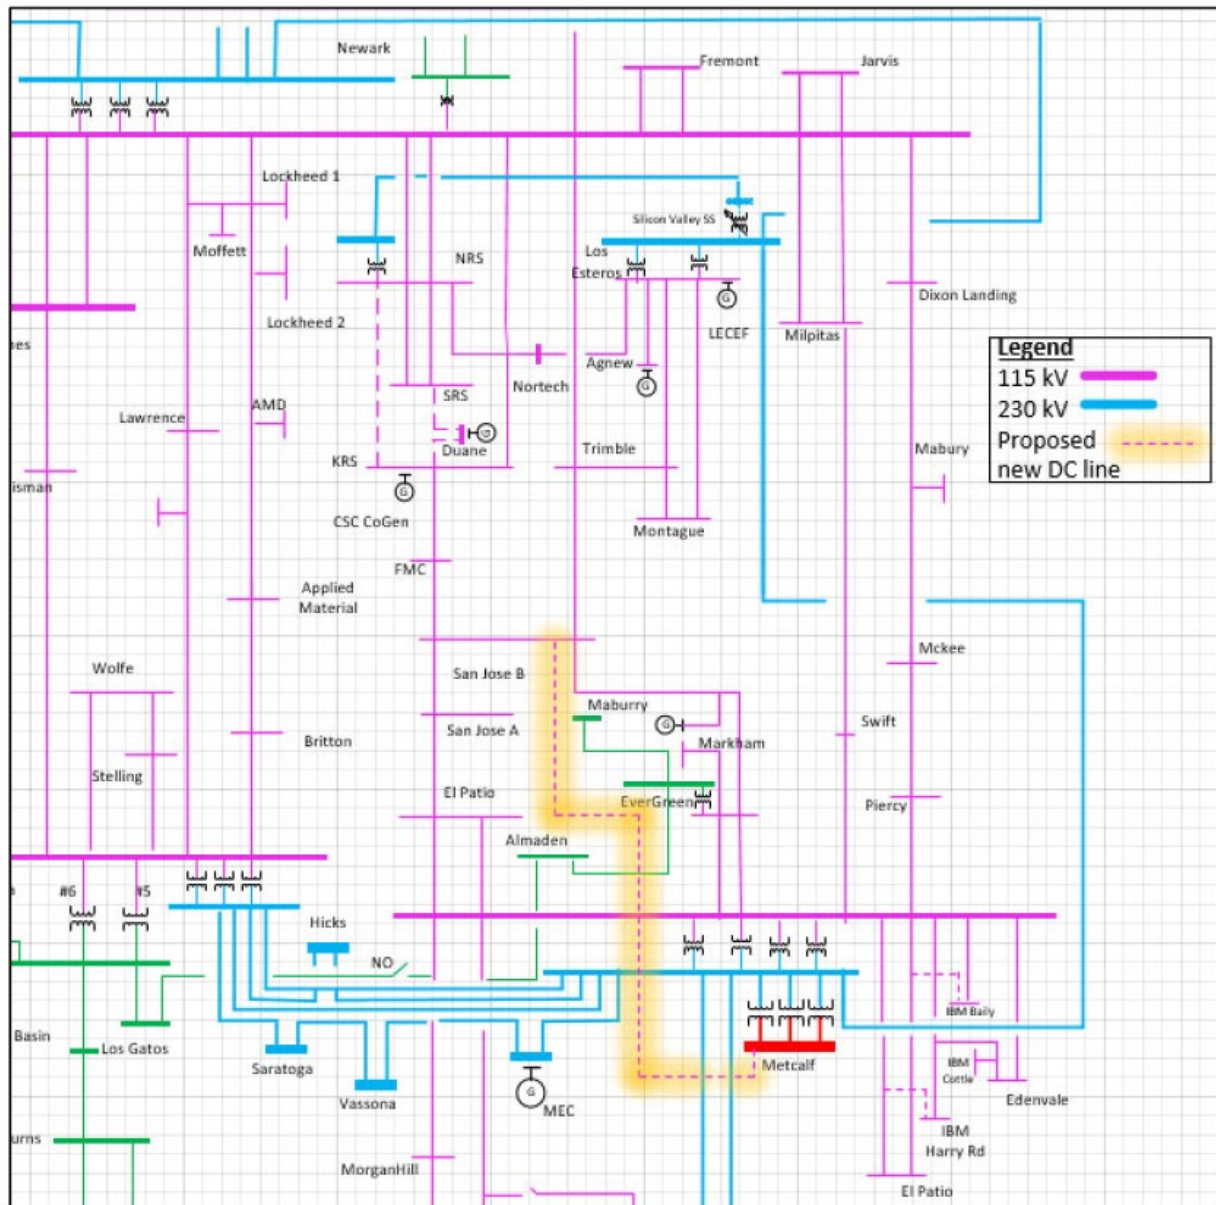 Newark
Fremont
Jarvis
Lockheed 1
Moffett
Silicon Valley SS
Los
Esteros
NRS
Dixon Landing
Lockheed 2
LECEF
Milpitas
Legend
115 kV
230 kV
Proposed
new DC line
Agnew
Nortech
G
SRS
AMD
Lawrence
G
Duane
KRS
Trimble
Mabury
isman
G
CSC CoGen
Montague
FMC
Applied
Material
Mckee
Wolfe
San Jose B
Maburry
G
Swift
San Jose A
Markham
Britton
Stelling
El Patio
EverGreen
Piercy
Almaden
#6
#5
Hicks
NO
IBM Baily
Basin
Los Gatos
Saratoga
Metcalf
IBM
Cottle
Vassona
G
MEC
Edenvale
IBM
Harry Rd
urns
MorganHill
El Patio